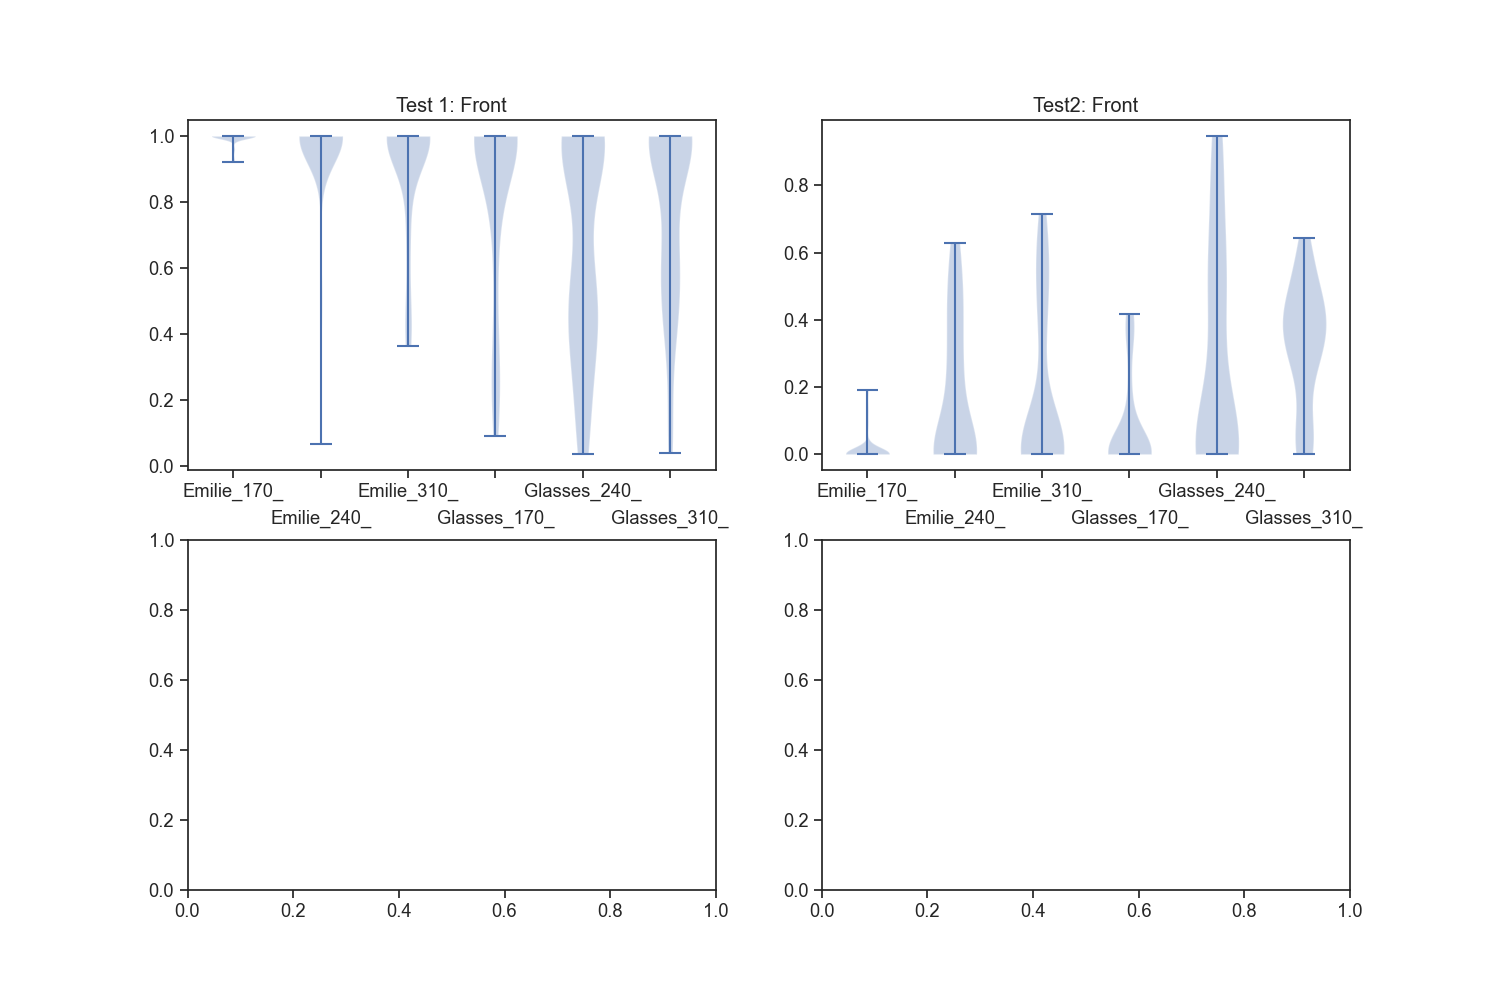 Test 1: Front
1.0
0.8
0.6
0.4
0.2
0.0
Emilie_170_ Emilie_310_ Glasses_240_
Emilie_240_ Glasses_170_ Glasses_310_
Test2: Front
0.8
0.6
0.4
0.2
0.0
Emilie_170_ Emilie_310_ Glasses_240_
Emilie_240_ Glasses_170_ Glasses_310_
1.0
0.8
0.6
0.4
0.2
0.0
0.0 0.2 0.4 0.6 0.8 1.0
1.0
0.8
0.6
0.4
0.2
0.0
0.0 0.2 0.4 0.6 0.8 1.0